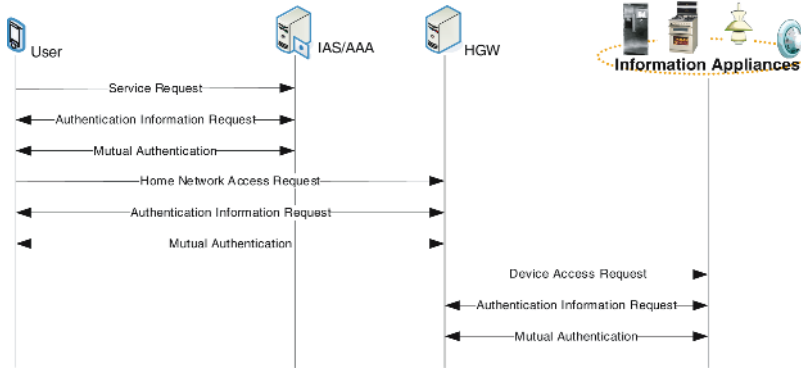 User
IAS/AAA
HGW
Information Appliances
Service Request
Authentication Information Request
Mutual Authentication
Home Network Access Request
Authentication Information Request
Mutual Authentication
Device Access Request
Authentication Information Request
Mutual Authentication